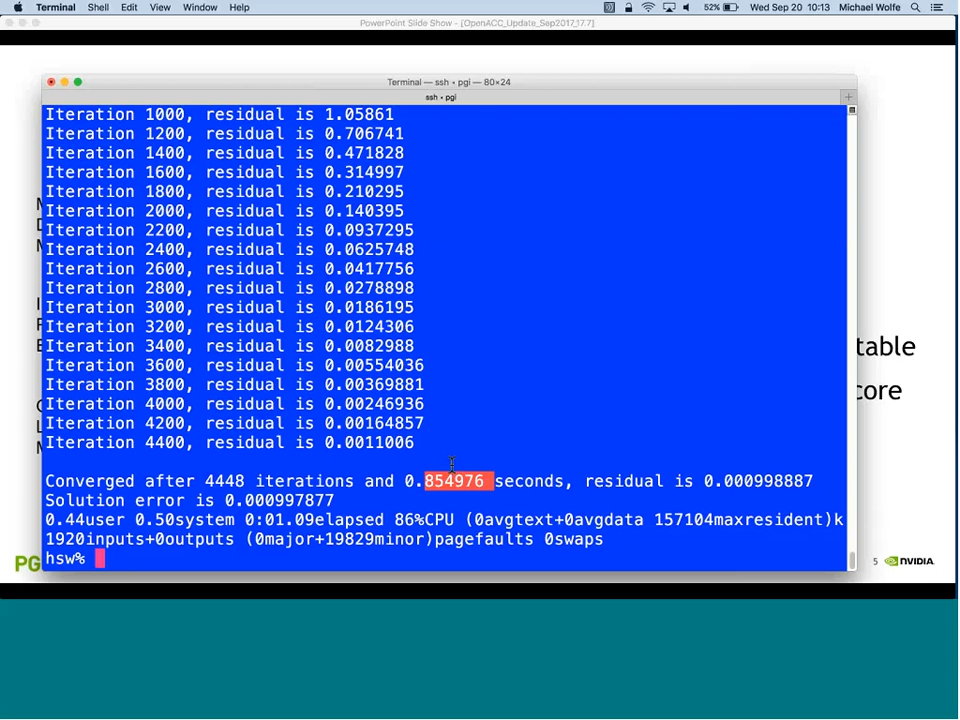 Terminal Shell Edit View Window Help 52% Wed Sep 20 10:13 Michael Wolfe
PowerPoint Slide Show - [OpenACC_Update_Sep2017_17.7]
Terminal — ssh • pgi — 80×24
ssh • pgi
Iteration 1000, residual is 1.05861
Iteration 1200, residual is 0.706741
Iteration 1400, residual is 0.471828
Iteration 1600, residual is 0.314997
Iteration 1800, residual is 0.210295
Iteration 2000, residual is 0.140395
Iteration 2200, residual is 0.0937295
Iteration 2400, residual is 0.0625748
Iteration 2600, residual is 0.0417756
Iteration 2800, residual is 0.0278898
Iteration 3000, residual is 0.0186195
Iteration 3200, residual is 0.0124306
Iteration 3400, residual is 0.0082988
Iteration 3600, residual is 0.00554036
Iteration 3800, residual is 0.00369881
Iteration 4000, residual is 0.00246936
Iteration 4200, residual is 0.00164857
Iteration 4400, residual is 0.0011006
Converged after 4448 iterations and 0.854976 seconds, residual is 0.000998887
Solution error is 0.000997877
0.44user 0.50system 0:01.09elapsed 86%CPU (0avgtext+0avgdata 157104maxresident)k
1920inputs+0outputs (0major+19829minor)pagefaults 0swaps
hsw%
table
core
PG
5 NVIDIA.